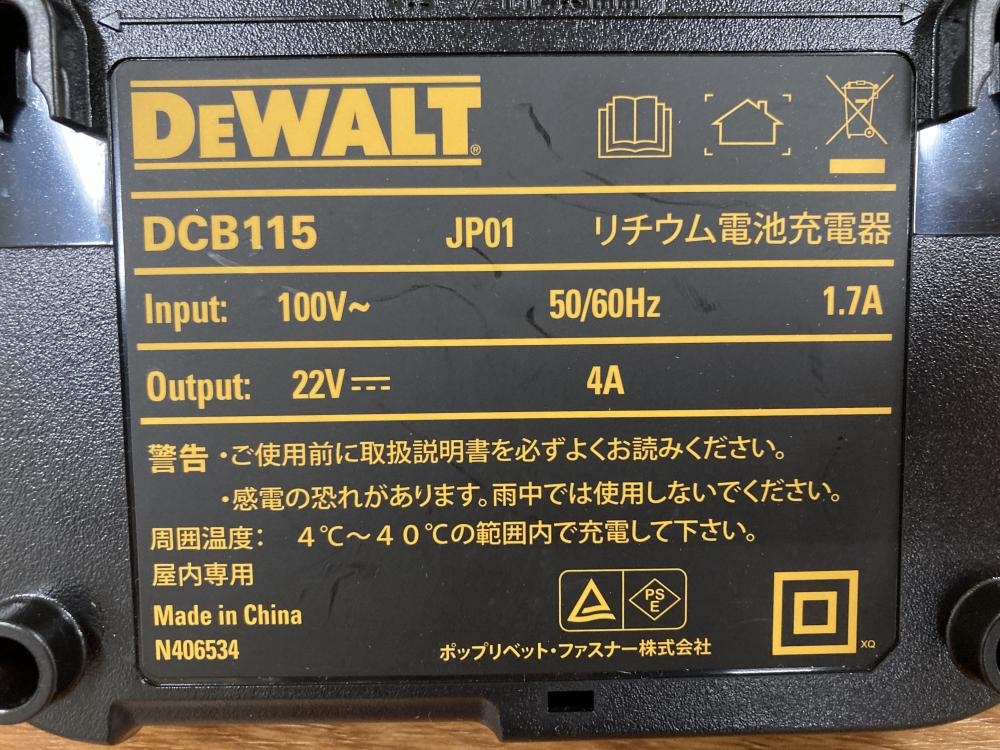 DEWALT®
DCB115 JP01 リチウム電池充電器
Input: 100V~ 50/60Hz 1.7A
Output: 22V⎓ 4A
警告・ご使用前に取扱説明書を必ずよくお読みください。
・感電の恐れがあります。雨中では使用しないでください。
周囲温度： 4℃～40℃の範囲内で充電して下さい。
屋内専用
Made in China
N406534
PS
E
ポップリベット・ファスナー株式会社
XQ